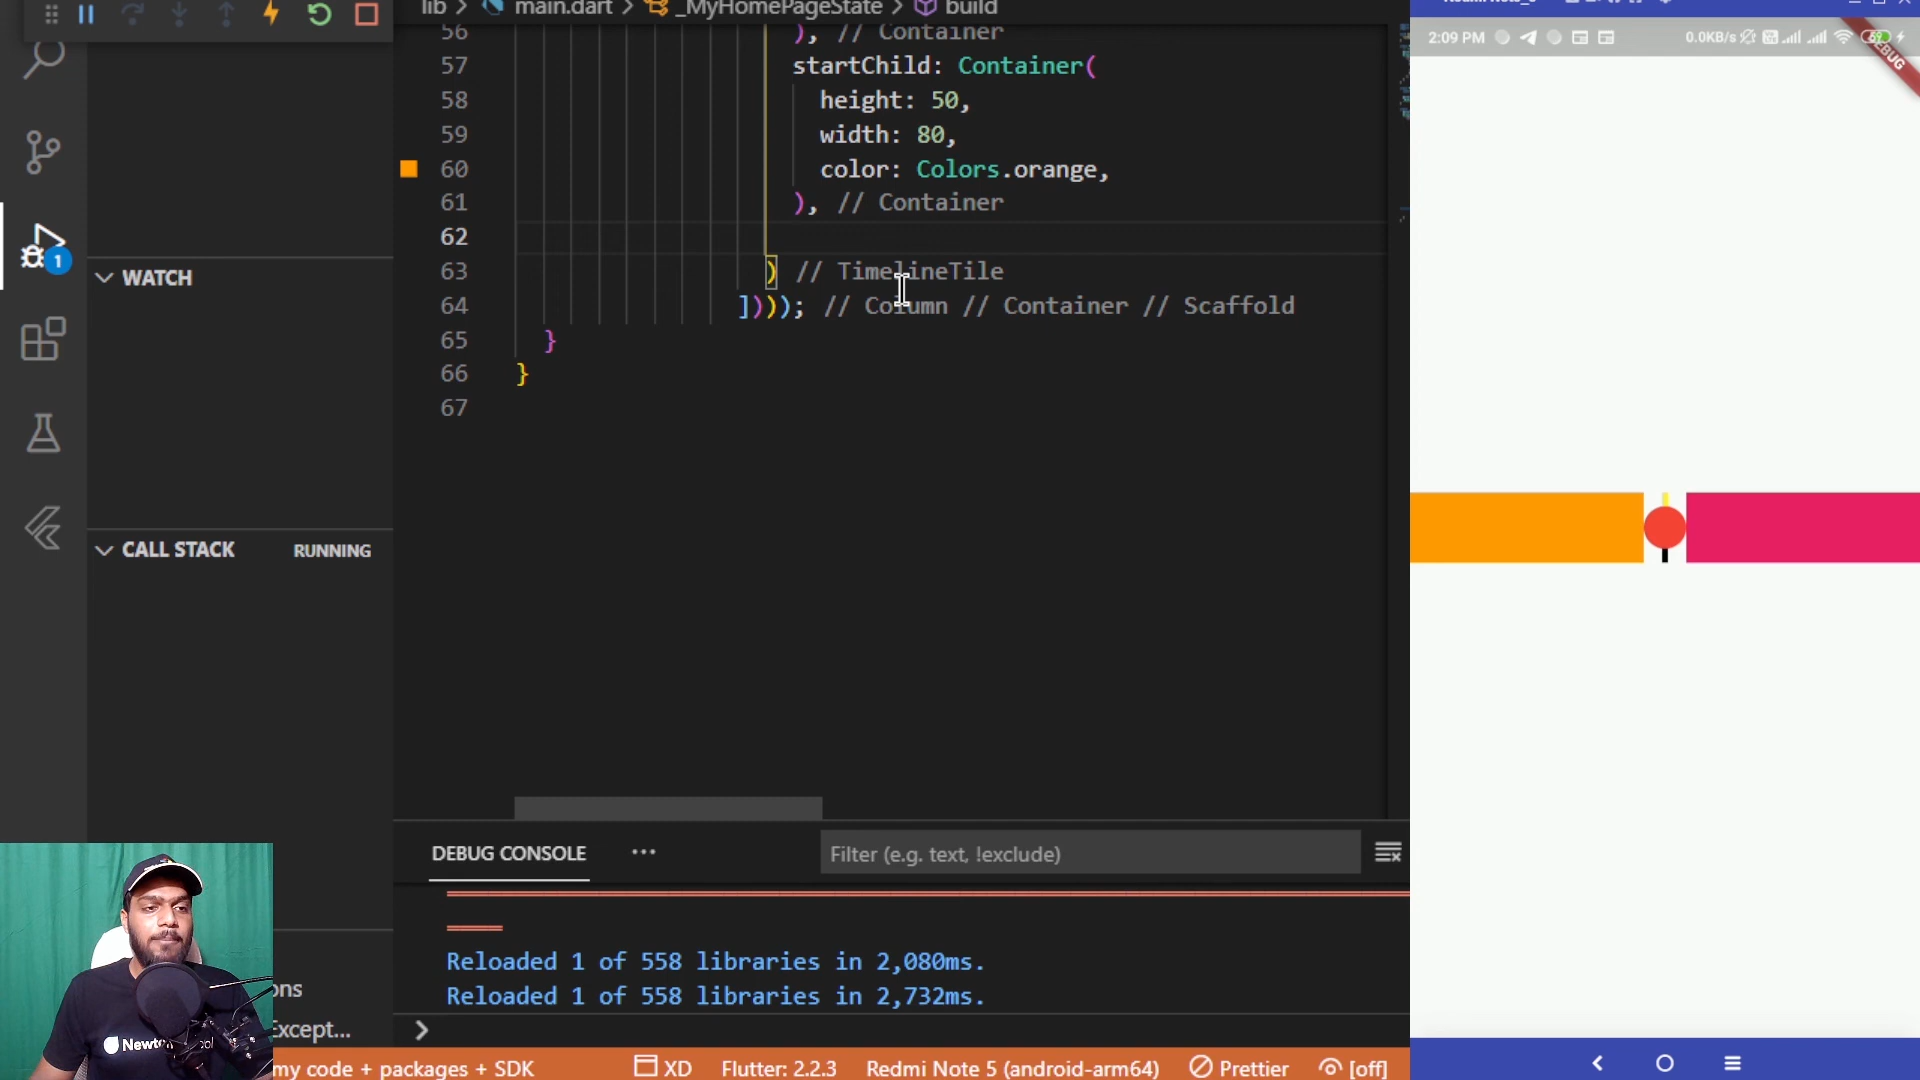 lib > main.dart > _MyHomePageState > build
56 ), // Container
57 startChild: Container(
58 height: 50,
59 width: 80,
60 color: Colors.orange,
61 ), // Container
62
63 ) // TimelineTile
64 ]))); // Column // Container // Scaffold
65 }
66 }
67
1
WATCH
CALL STACK RUNNING
DEBUG CONSOLE ...
Filter (e.g. text, !exclude)
Reloaded 1 of 558 libraries in 2,080ms.
Reloaded 1 of 558 libraries in 2,732ms.
ons
Except...
my code + packages + SDK
XD Flutter: 2.2.3 Redmi Note 5 (android-arm64) Prettier [off]
2:09 PM 0.0KB/s 69
DEBUG